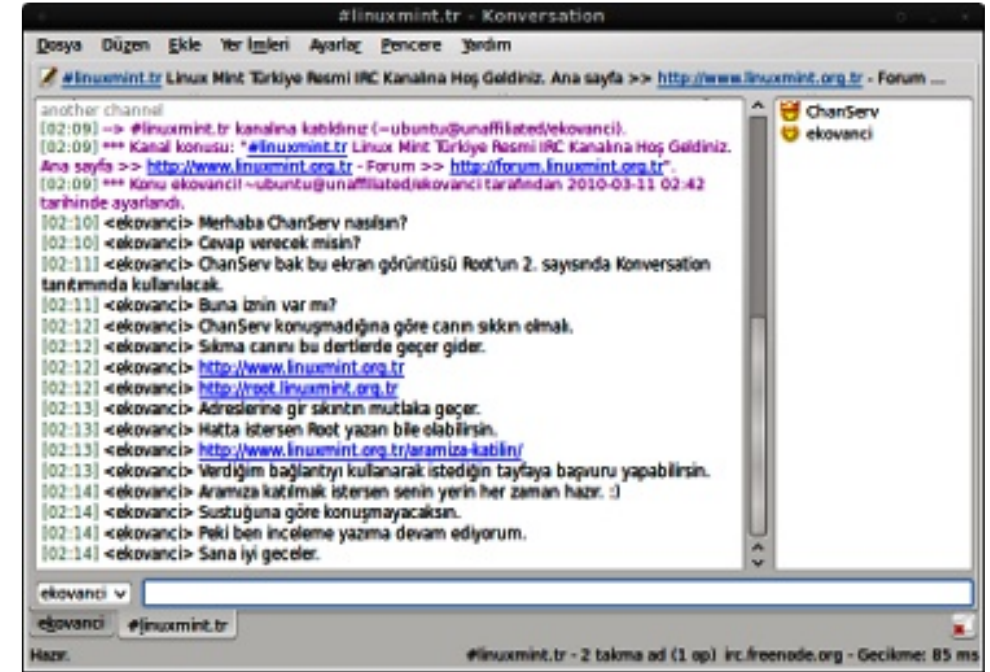 #linuxmint.tr - Konversation
Dosya Düzen Ekle Yer İmleri Ayarlar Pencere Yardım
#linuxmint.tr Linux Mint Türkiye Resmi IRC Kanalına Hoş Geldiniz. Ana sayfa >> http://www.linuxmint.org.tr - Forum ...
another channel
[02:09] --> #linuxmint.tr kanalına katıldınız (~ubuntu@unaffiliated/ekovanci).
[02:09] *** Kanal konusu: "#linuxmint.tr Linux Mint Türkiye Resmi IRC Kanalına Hoş Geldiniz.
Ana sayfa >> http://www.linuxmint.org.tr - Forum >> http://forum.linuxmint.org.tr".
[02:09] *** Konu ekovanci!~ubuntu@unaffiliated/ekovanci tarafından 2010-03-11 02:42
tarihinde ayarlandı.
[02:10] <ekovanci> Merhaba ChanServ nasılsın?
[02:10] <ekovanci> Cevap verecek misin?
[02:11] <ekovanci> ChanServ bak bu ekran görüntüsü Root'un 2. sayısında Konversation
tanıtımında kullanılacak.
[02:11] <ekovanci> Buna iznin var mı?
[02:12] <ekovanci> ChanServ konuşmadığına göre canın sıkkın olmalı.
[02:12] <ekovanci> Sıkma canını bu dertlerde geçer gider.
[02:12] <ekovanci> http://www.linuxmint.org.tr
[02:12] <ekovanci> http://root.linuxmint.org.tr
[02:13] <ekovanci> Adreslerine gir sıkıntın mutlaka geçer.
[02:13] <ekovanci> Hatta istersen Root yazarı bile olabilirsin.
[02:13] <ekovanci> http://www.linuxmint.org.tr/aramiza-katilin/
[02:13] <ekovanci> Verdiğim bağlantıyı kullanarak istediğin tayfaya başvuru yapabilirsin.
[02:14] <ekovanci> Aramıza katılmak istersen senin yerin her zaman hazır. :)
[02:14] <ekovanci> Sustuğuna göre konuşmayacaksın.
[02:14] <ekovanci> Peki ben inceleme yazıma devam ediyorum.
[02:14] <ekovanci> Sana iyi geceler.
ChanServ
ekovanci
ekovanci
ekovanci #linuxmint.tr
Hazır. #linuxmint.tr - 2 takma ad (1 op) irc.freenode.org - Gecikme: 85 ms